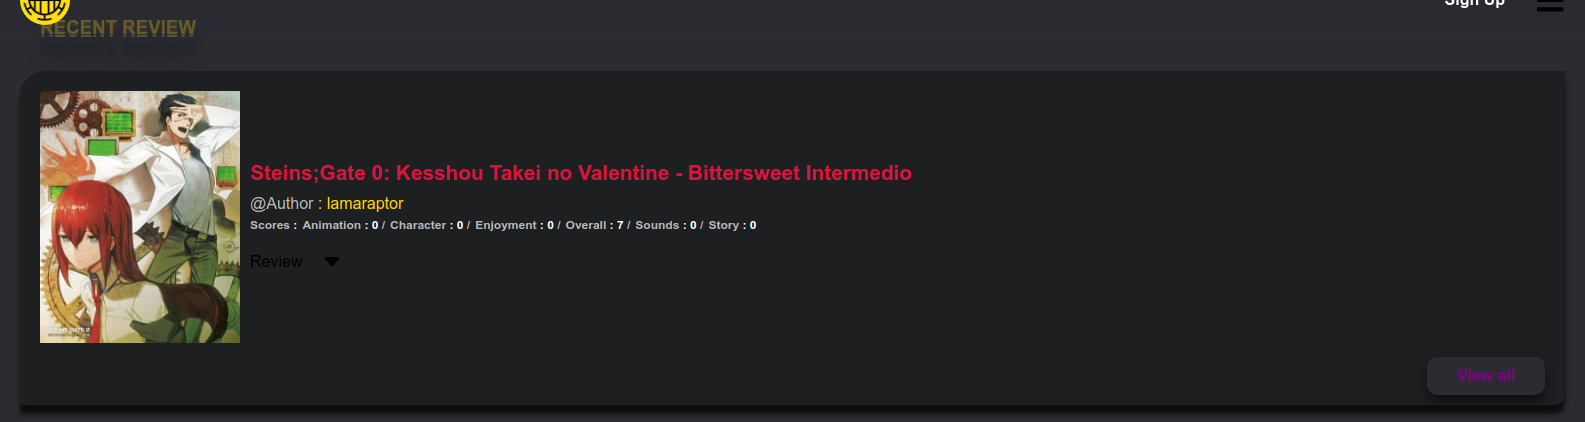 Sign Up
RECENT REVIEW
Steins;Gate 0: Kesshou Takei no Valentine - Bittersweet Intermedio
@Author : lamaraptor
Scores : Animation : 0 / Character : 0 / Enjoyment : 0 / Overall : 7 / Sounds : 0 / Story : 0
Review
View all